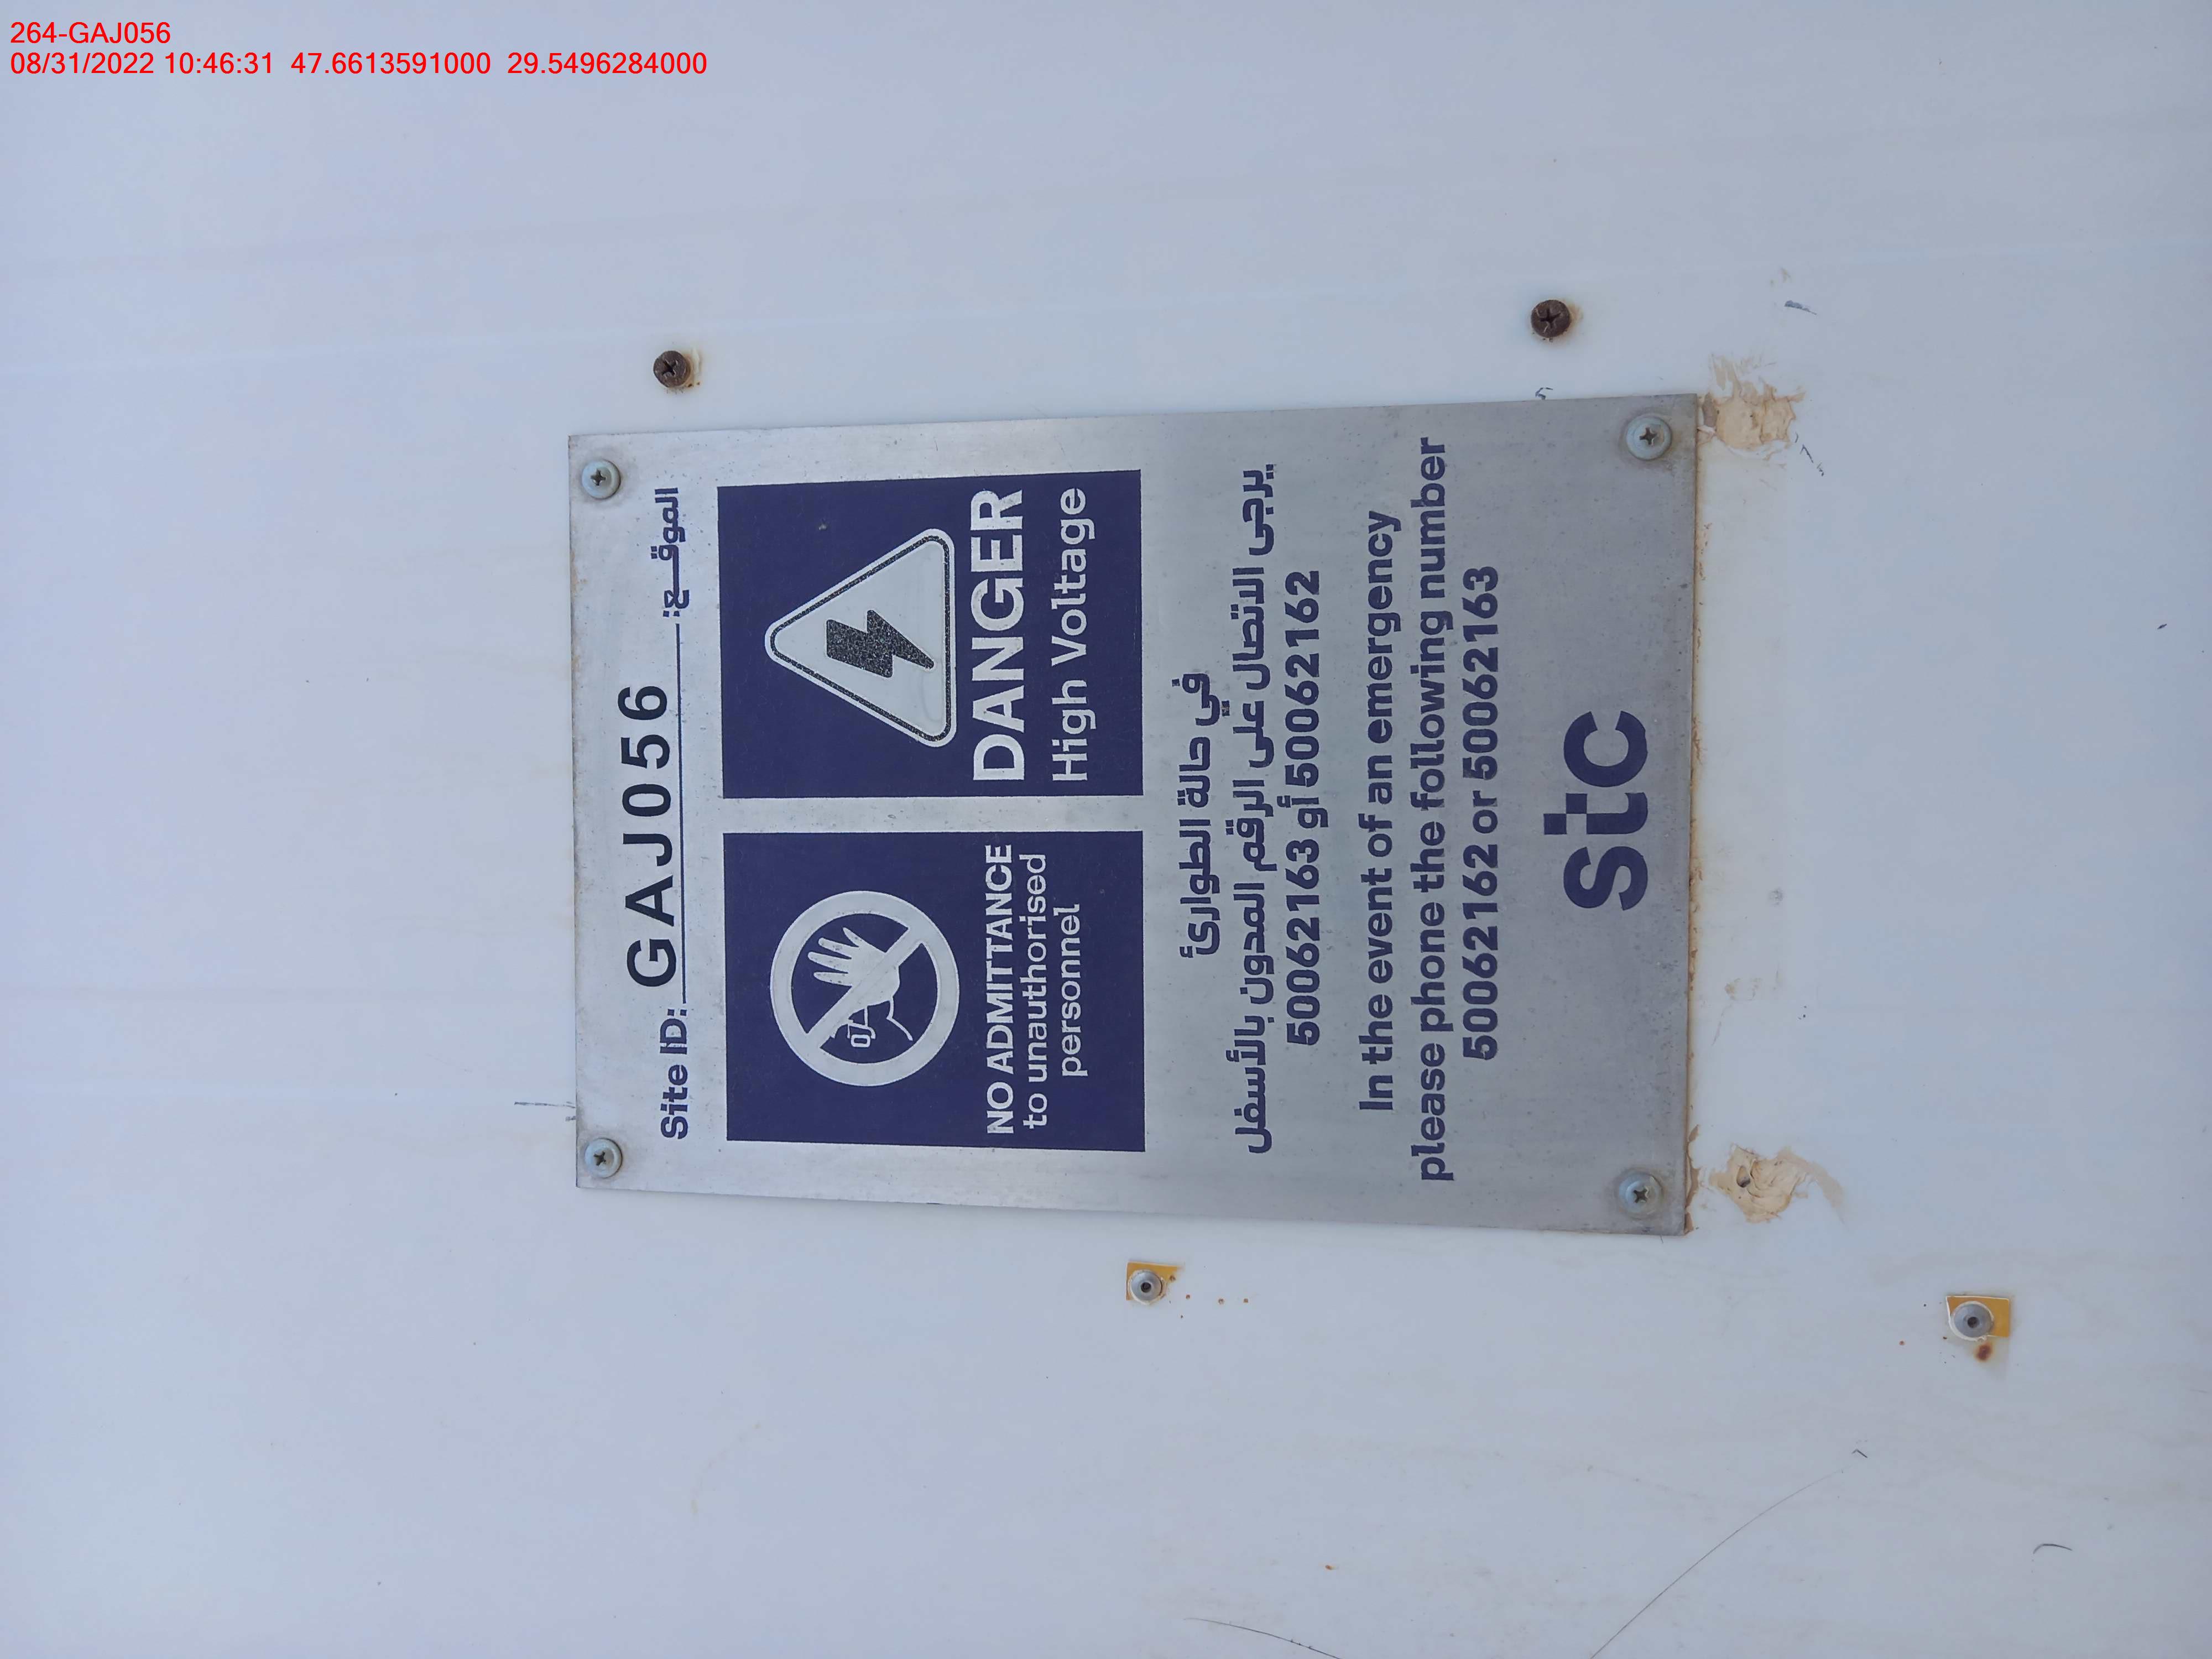 264-GAJ056
08/31/2022 10:46:31 47.6613591000 29.5496284000
Site ID: GAJ056 الموقـــع:
NO ADMITTANCE
to unauthorised
personnel
DANGER
High Voltage
في حالة الطوارئ
يرجى الاتصال على الرقم المدون بالأسفل
50062163 أو 50062162
In the event of an emergency
please phone the following number
50062162 or 50062163
stc